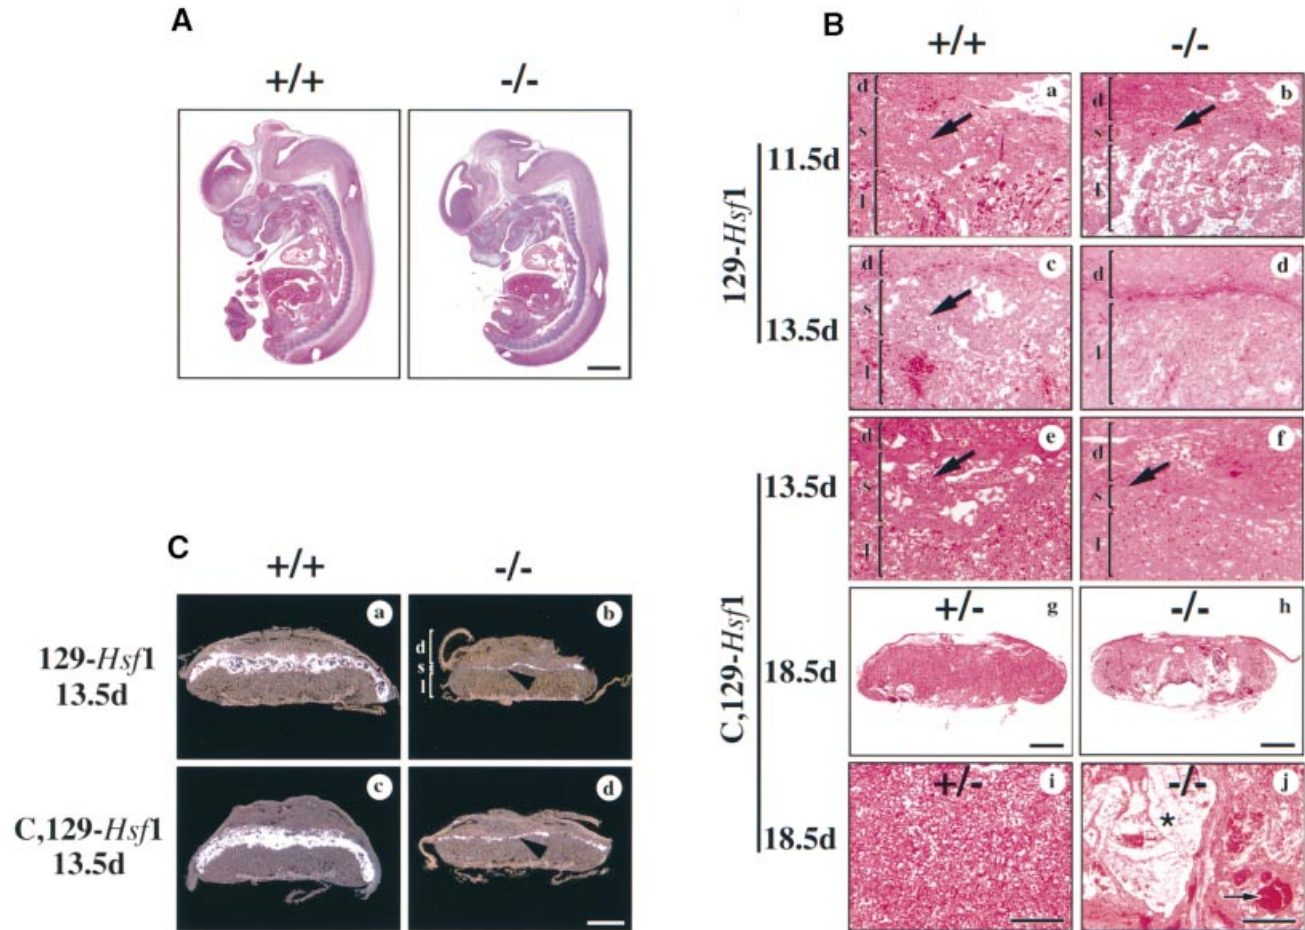 A
+/+
-/-
B
+/+
-/-
129-Hsf1
11.5d
13.5d
a
d
s
l
b
d
s
l
c
d
s
l
d
d
l
C,129-Hsf1
13.5d
18.5d
18.5d
e
d
s
l
f
d
s
l
+/-
g
-/-
h
+/-
i
-/-
j
*
C
+/+
-/-
129-Hsf1
13.5d
a
b
d
s
l
C,129-Hsf1
13.5d
c
d